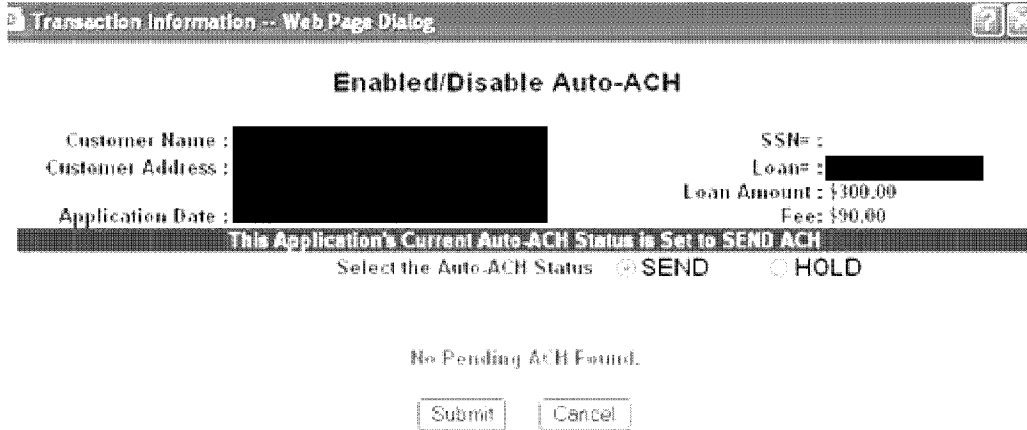 Transaction Information -- Web Page Dialog
Enabled/Disable Auto-ACH
Customer Name : SSN# :
Customer Address : Loan# :
Loan Amount : $300.00
Application Date : Fee: $90.00
This Application's Current Auto-ACH Status is Set to SEND ACH
Select the Auto-ACH Status SEND HOLD
No Pending ACH Found.
Submit Cancel